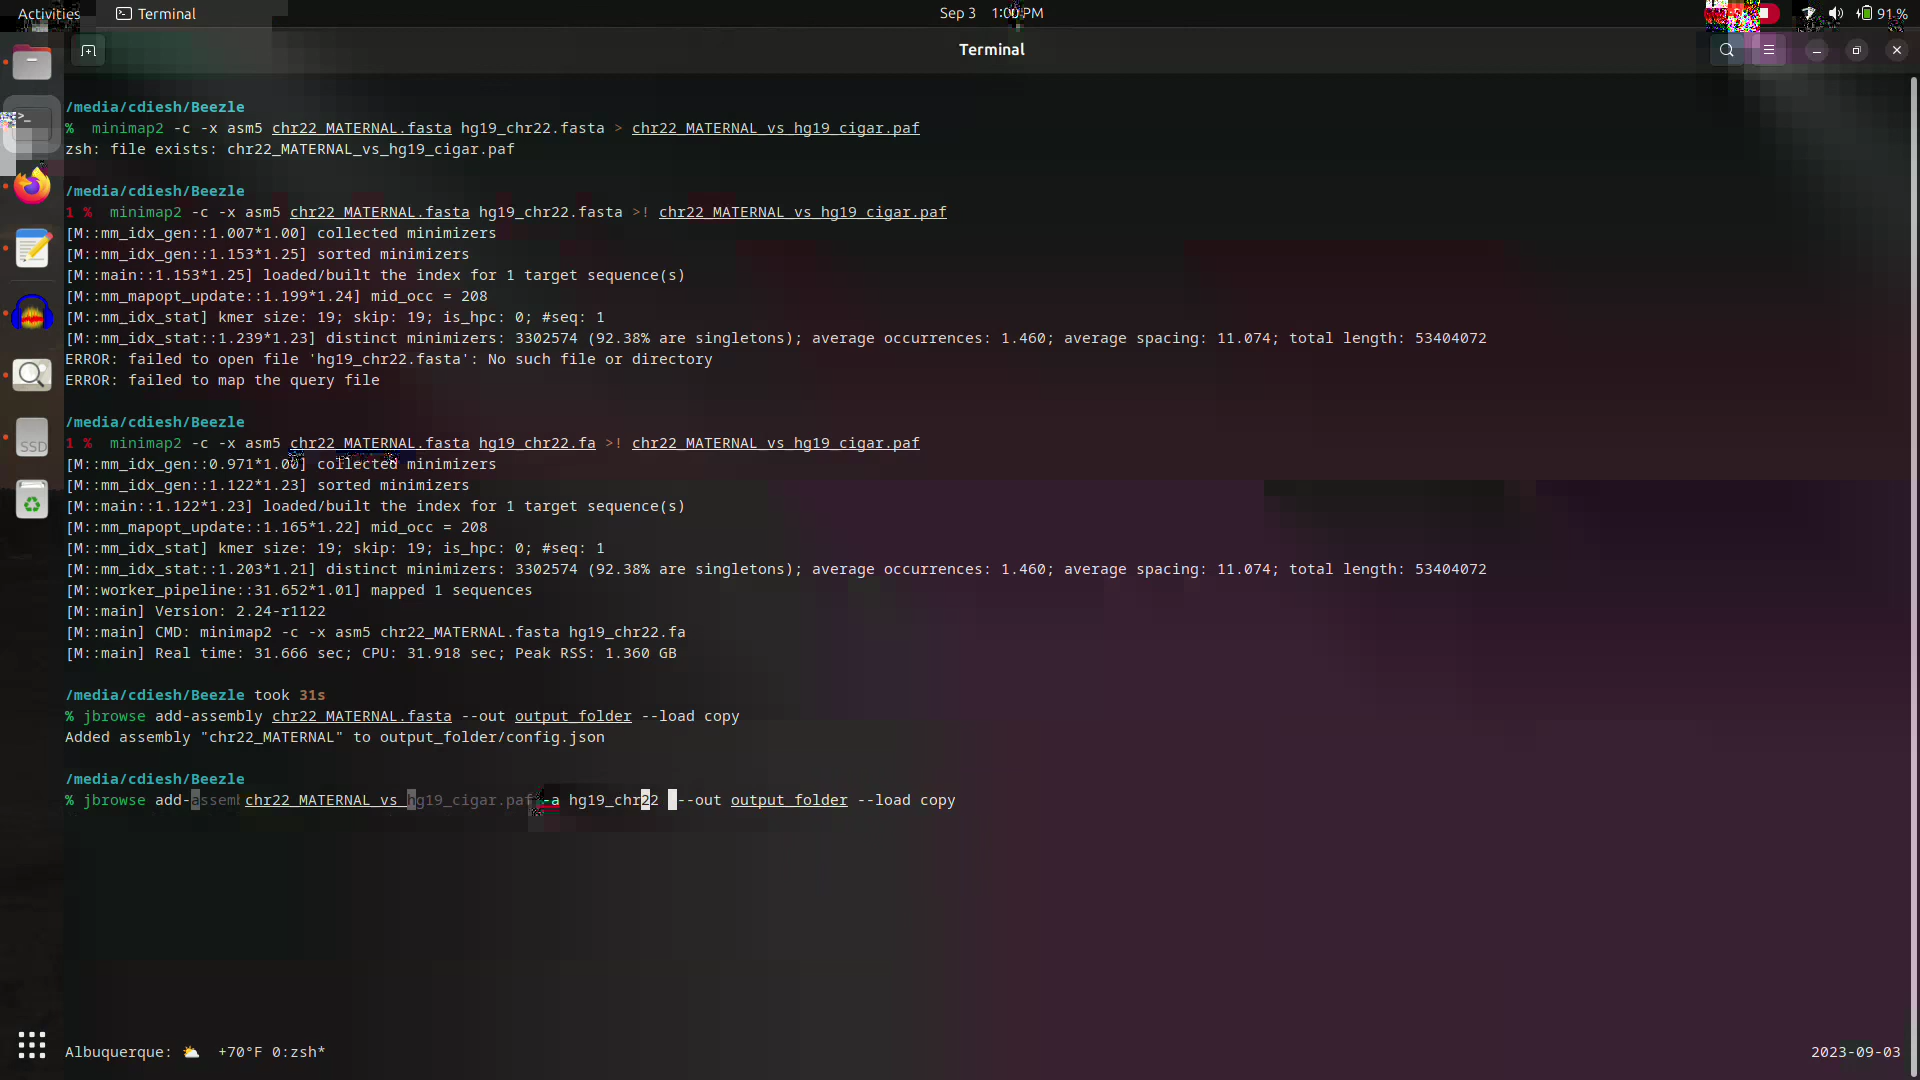 Activities
Terminal
Sep 3 1:00 PM
91 %
Terminal
/media/cdiesh/Beezle
% minimap2 -c -x asm5 chr22_MATERNAL.fasta hg19_chr22.fasta > chr22_MATERNAL_vs_hg19_cigar.paf
zsh: file exists: chr22_MATERNAL_vs_hg19_cigar.paf
/media/cdiesh/Beezle
1 % minimap2 -c -x asm5 chr22_MATERNAL.fasta hg19_chr22.fasta >! chr22_MATERNAL_vs_hg19_cigar.paf
[M::mm_idx_gen::1.007*1.00] collected minimizers
[M::mm_idx_gen::1.153*1.25] sorted minimizers
[M::main::1.153*1.25] loaded/built the index for 1 target sequence(s)
[M::mm_mapopt_update::1.199*1.24] mid_occ = 208
[M::mm_idx_stat] kmer size: 19; skip: 19; is_hpc: 0; #seq: 1
[M::mm_idx_stat::1.239*1.23] distinct minimizers: 3302574 (92.38% are singletons); average occurrences: 1.460; average spacing: 11.074; total length: 53404072
ERROR: failed to open file 'hg19_chr22.fasta': No such file or directory
ERROR: failed to map the query file
/media/cdiesh/Beezle
1 % minimap2 -c -x asm5 chr22_MATERNAL.fasta hg19_chr22.fa >! chr22_MATERNAL_vs_hg19_cigar.paf
[M::mm_idx_gen::0.971*1.00] collected minimizers
[M::mm_idx_gen::1.122*1.23] sorted minimizers
[M::main::1.122*1.23] loaded/built the index for 1 target sequence(s)
[M::mm_mapopt_update::1.165*1.22] mid_occ = 208
[M::mm_idx_stat] kmer size: 19; skip: 19; is_hpc: 0; #seq: 1
[M::mm_idx_stat::1.203*1.21] distinct minimizers: 3302574 (92.38% are singletons); average occurrences: 1.460; average spacing: 11.074; total length: 53404072
[M::worker_pipeline::31.652*1.01] mapped 1 sequences
[M::main] Version: 2.24-r1122
[M::main] CMD: minimap2 -c -x asm5 chr22_MATERNAL.fasta hg19_chr22.fa
[M::main] Real time: 31.666 sec; CPU: 31.918 sec; Peak RSS: 1.360 GB
/media/cdiesh/Beezle took 31s
% jbrowse add-assembly chr22_MATERNAL.fasta --out output_folder --load copy
Added assembly "chr22_MATERNAL" to output_folder/config.json
/media/cdiesh/Beezle
% jbrowse add-assembl chr22_MATERNAL_vs_hg19_cigar.paf -a hg19_chr22 --out output_folder --load copy
SSD
Albuquerque: +70°F 0:zsh*
2023-09-03